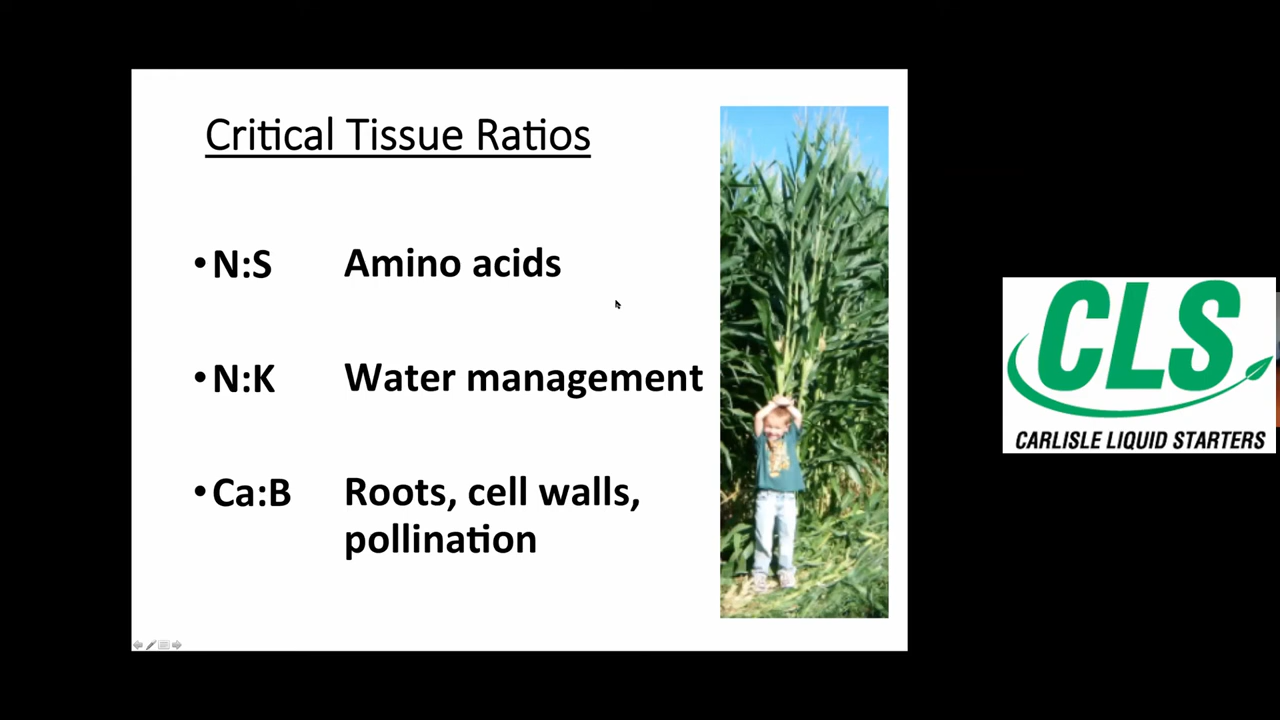 Critical Tissue Ratios
• N:S Amino acids
• N:K Water management
• Ca:B Roots, cell walls,
pollination
CLS
CARLISLE LIQUID STARTERS